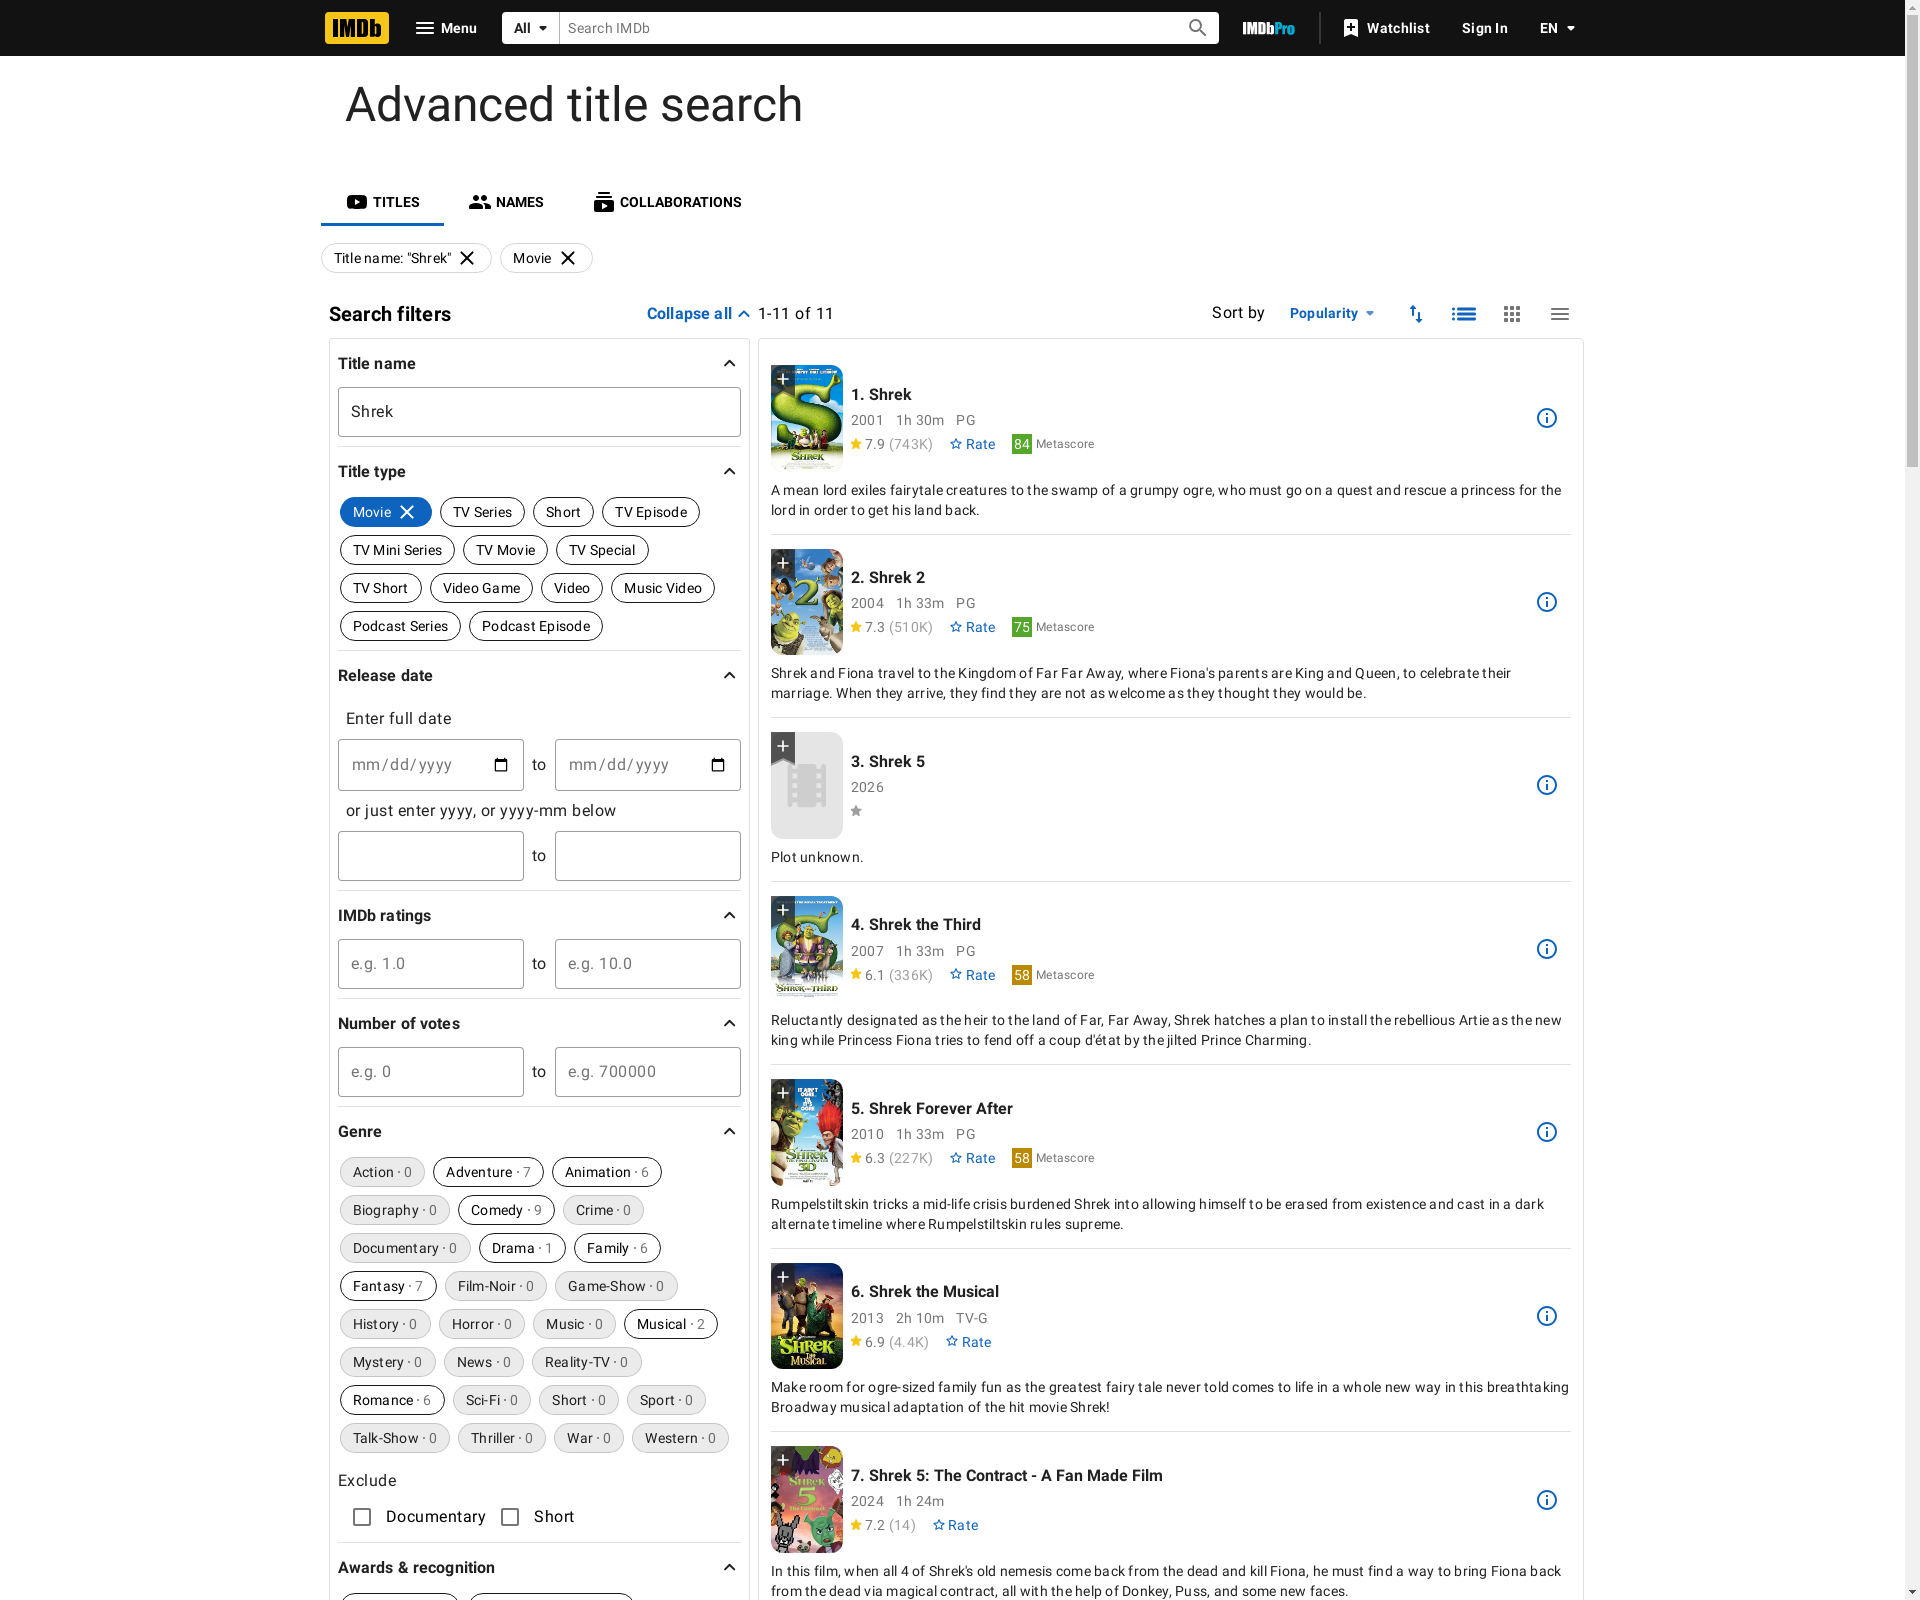 IMDb
Menu
All
Search IMDb
IMDbPro
Watchlist
Sign In
EN
Advanced title search
TITLES
NAMES
COLLABORATIONS
Title name: "Shrek"
Movie
Search filters
Collapse all
1-11 of 11
Sort by
Popularity
Title name
Shrek
Title type
Movie
TV Series
Short
TV Episode
TV Mini Series
TV Movie
TV Special
TV Short
Video Game
Video
Music Video
Podcast Series
Podcast Episode
Release date
Enter full date
mm/dd/yyyy to mm/dd/yyyy
or just enter yyyy, or yyyy-mm below
to
IMDb ratings
e.g. 1.0 to e.g. 10.0
Number of votes
e.g. 0 to e.g. 700000
Genre
Action · 0
Adventure · 7
Animation · 6
Biography · 0
Comedy · 9
Crime · 0
Documentary · 0
Drama · 1
Family · 6
Fantasy · 7
Film-Noir · 0
Game-Show · 0
History · 0
Horror · 0
Music · 0
Musical · 2
Mystery · 0
News · 0
Reality-TV · 0
Romance · 6
Sci-Fi · 0
Short · 0
Sport · 0
Talk-Show · 0
Thriller · 0
War · 0
Western · 0
Exclude
Documentary
Short
Awards & recognition
SHREK
1. Shrek
2001 1h 30m PG
7.9 (743K) Rate 84 Metascore
A mean lord exiles fairytale creatures to the swamp of a grumpy ogre, who must go on a quest and rescue a princess for the
lord in order to get his land back.
2
2. Shrek 2
2004 1h 33m PG
7.3 (510K) Rate 75 Metascore
Shrek and Fiona travel to the Kingdom of Far Far Away, where Fiona's parents are King and Queen, to celebrate their
marriage. When they arrive, they find they are not as welcome as they thought they would be.
3. Shrek 5
2026
Plot unknown.
SHREK THE THIRD
4. Shrek the Third
2007 1h 33m PG
6.1 (336K) Rate 58 Metascore
Reluctantly designated as the heir to the land of Far, Far Away, Shrek hatches a plan to install the rebellious Artie as the new
king while Princess Fiona tries to fend off a coup d'état by the jilted Prince Charming.
IT AIN'T
OGRE
IT'S OGRE
SHREK
3D
5. Shrek Forever After
2010 1h 33m PG
6.3 (227K) Rate 58 Metascore
Rumpelstiltskin tricks a mid-life crisis burdened Shrek into allowing himself to be erased from existence and cast in a dark
alternate timeline where Rumpelstiltskin rules supreme.
SHREK
THE
MUSICAL
6. Shrek the Musical
2013 2h 10m TV-G
6.9 (4.4K) Rate
Make room for ogre-sized family fun as the greatest fairy tale never told comes to life in a whole new way in this breathtaking
Broadway musical adaptation of the hit movie Shrek!
SHREK
5
7. Shrek 5: The Contract - A Fan Made Film
2024 1h 24m
7.2 (14) Rate
In this film, when all 4 of Shrek's old nemesis come back from the dead and kill Fiona, he must find a way to bring Fiona back
from the dead via magical contract, all with the help of Donkey, Puss, and some new faces.